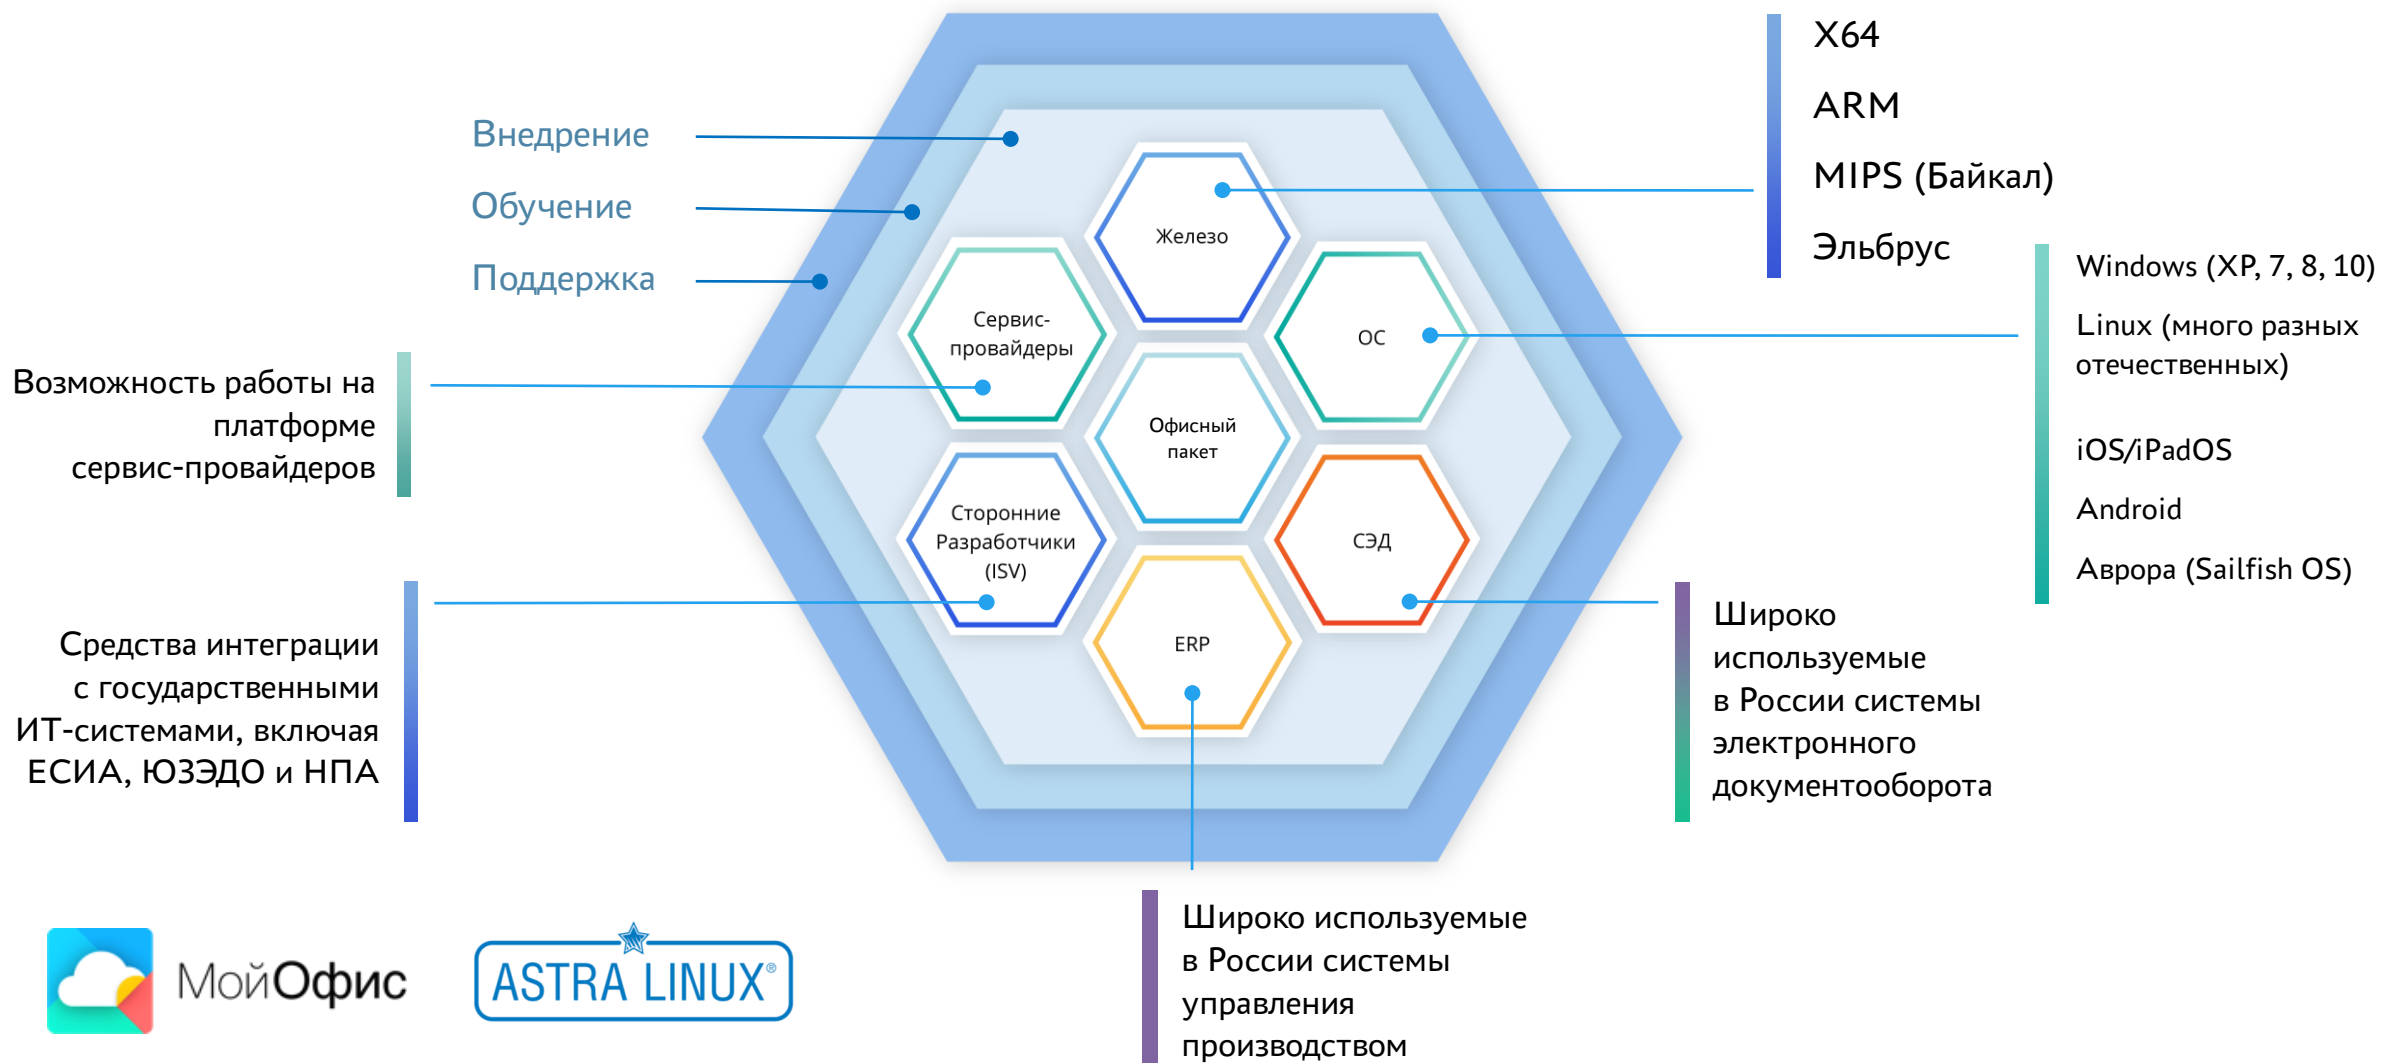 Внедрение
Обучение
Поддержка
Возможность работы на
платформе
сервис-провайдеров
Средства интеграции
с государственными
ИТ-системами, включая
ЕСИА, ЮЗЭДО и НПА
Железо
Сервис-
провайдеры
ОС
Офисный
пакет
Сторонние
Разработчики
(ISV)
СЭД
ERP
X64
ARM
MIPS (Байкал)
Эльбрус
Windows (XP, 7, 8, 10)
Linux (много разных
отечественных)
iOS/iPadOS
Android
Аврора (Sailfish OS)
Широко
используемые
в России системы
электронного
документооборота
Широко используемые
в России системы
управления
производством
МойОфис
ASTRA LINUX®